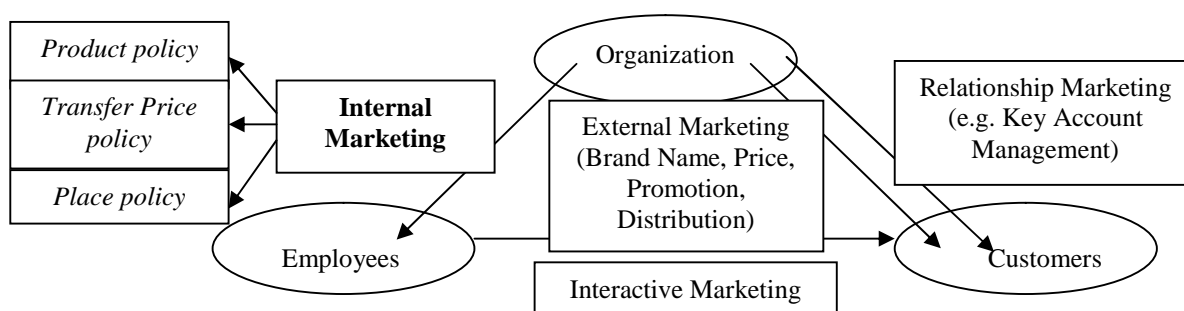 Product policy
Transfer Price
policy
Place policy
Internal
Marketing
Organization
External Marketing
(Brand Name, Price,
Promotion,
Distribution)
Relationship Marketing
(e.g. Key Account
Management)
Employees
Customers
Interactive Marketing